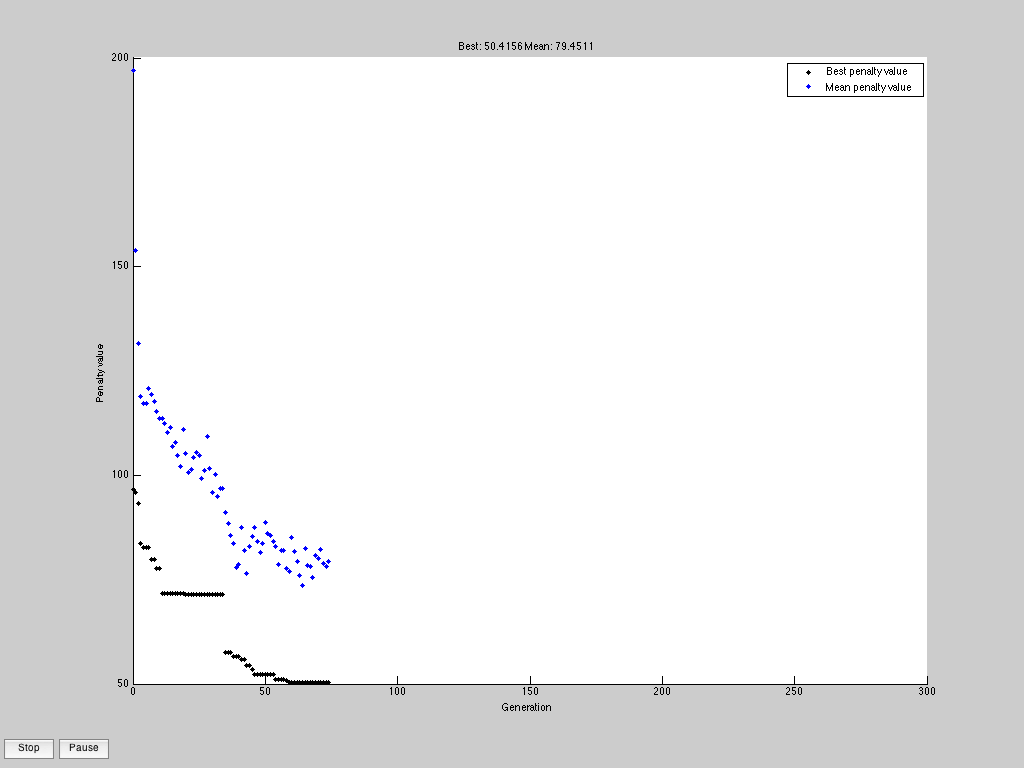 Best: 50.4156 Mean: 79.4511
200
150
100
50
Penalty value
Best penalty value
Mean penalty value
0 50 100 150 200 250 300
Generation
Stop Pause